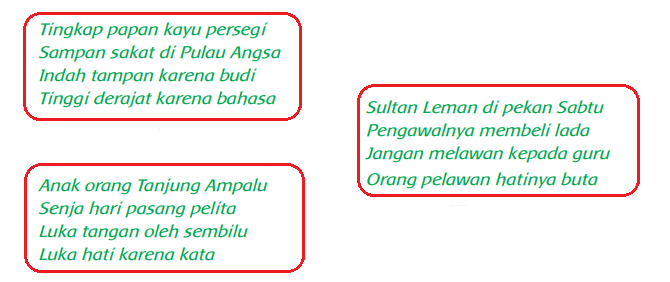 Tingkap papan kayu persegi
Sampan sakat di Pulau Angsa
Indah tampan karena budi
Tinggi derajat karena bahasa
Sultan Leman di pekan Sabtu
Pengawalnya membeli lada
Jangan melawan kepada guru
Orang pelawan hatinya buta
Anak orang Tanjung Ampalu
Senja hari pasang pelita
Luka tangan oleh sembilu
Luka hati karena kata